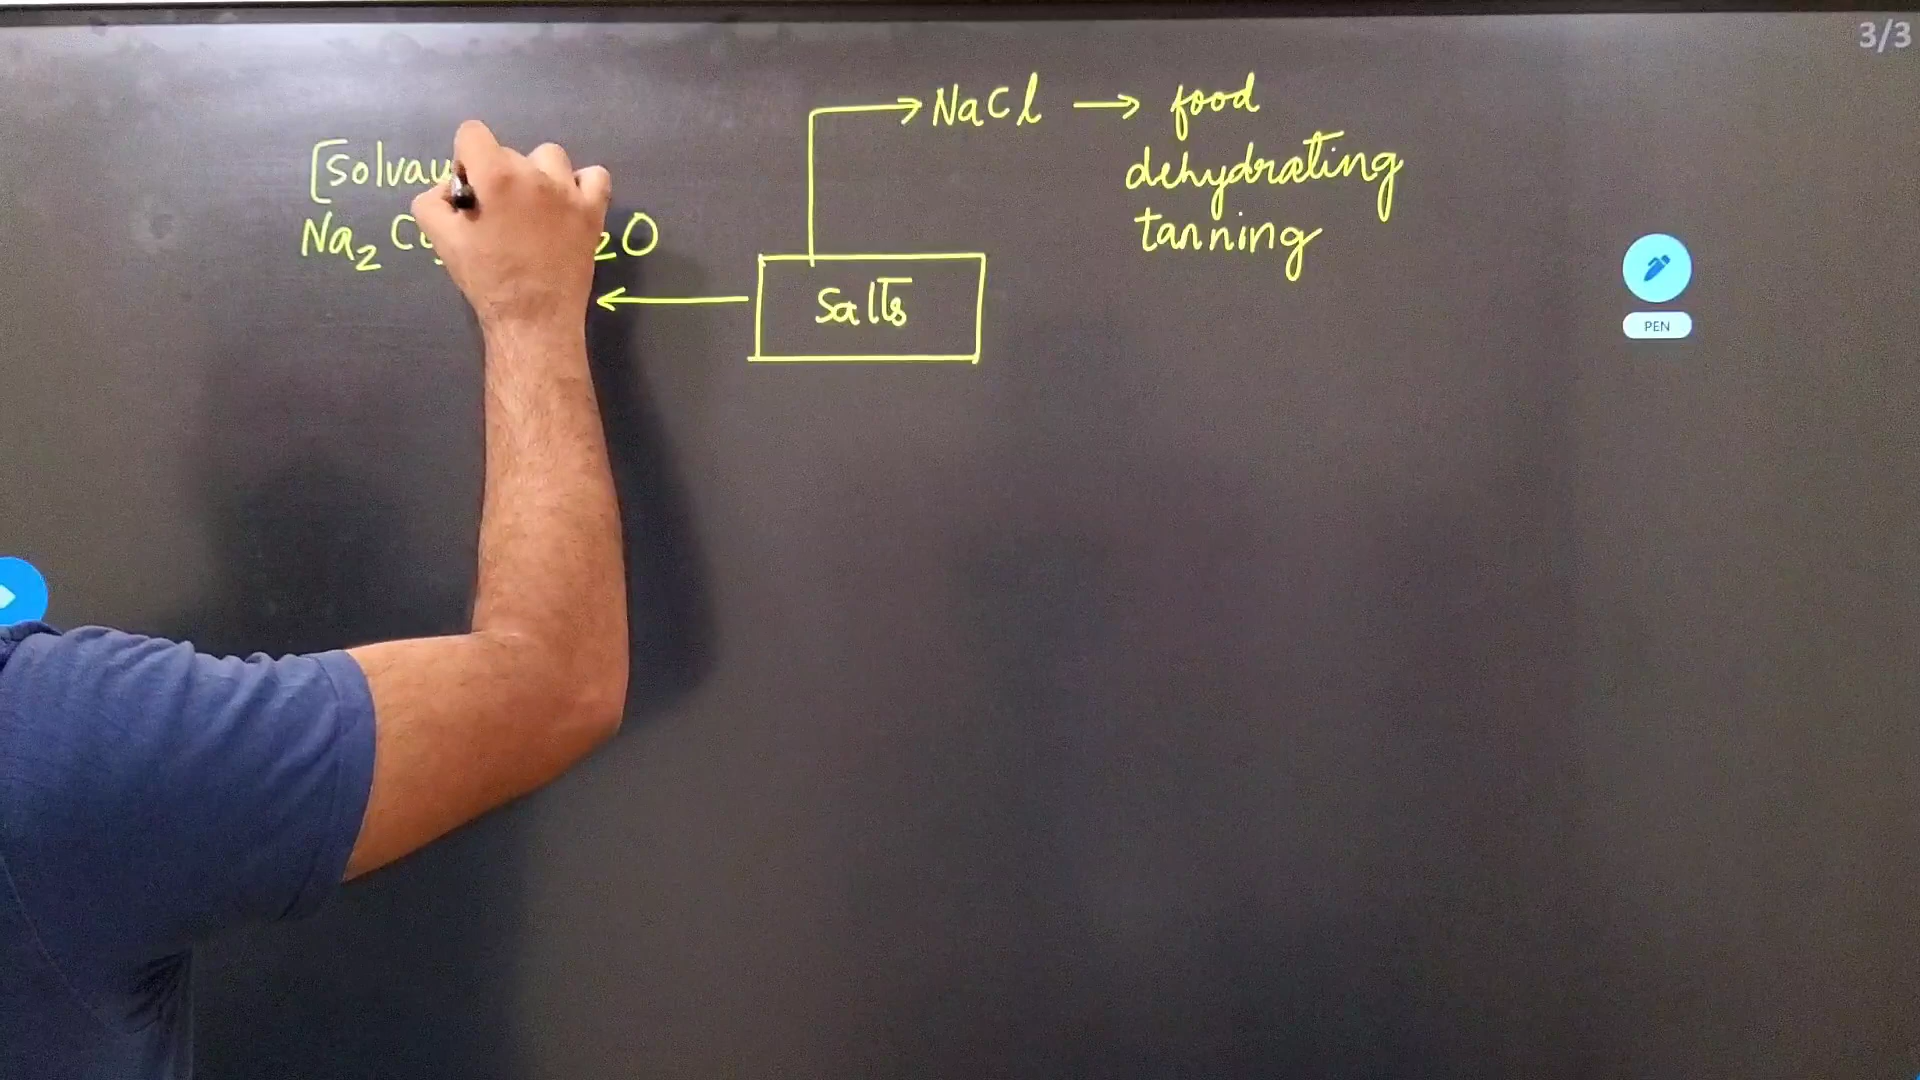 3/3
NaCl → food
dehydrating
tanning
[Solvay
Na₂ 2O
Salts
PEN